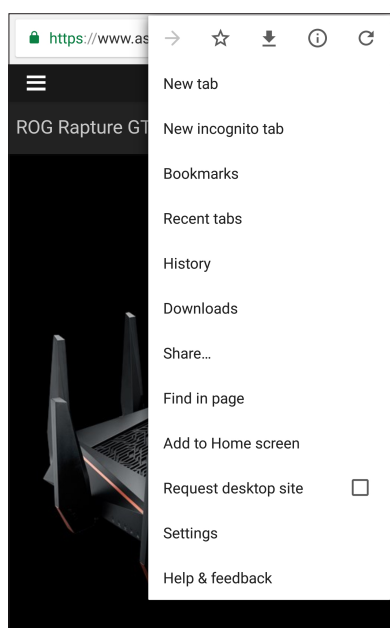 https://www.as
ROG Rapture GT
New tab
New incognito tab
Bookmarks
Recent tabs
History
Downloads
Share...
Find in page
Add to Home screen
Request desktop site
Settings
Help & feedback